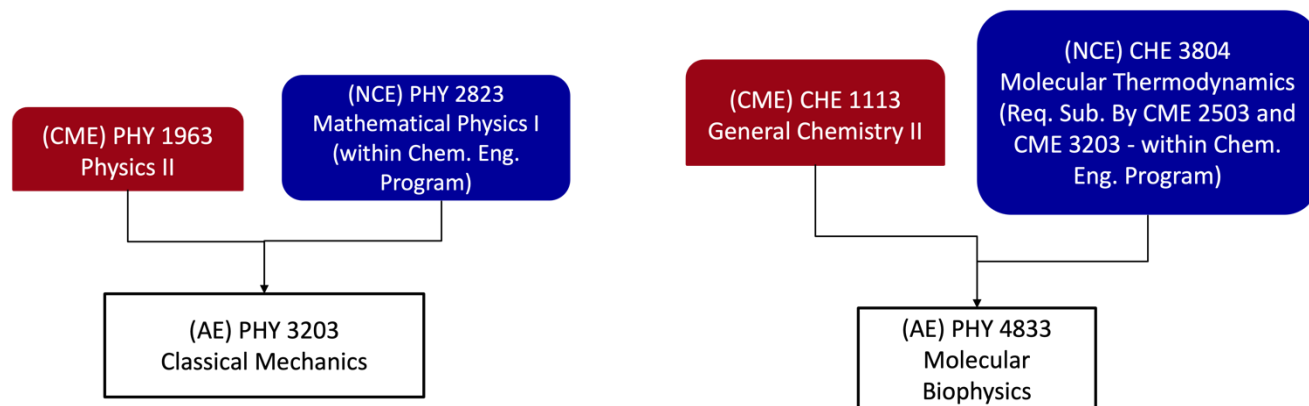 (CME) PHY 1963
Physics II
(NCE) PHY 2823
Mathematical Physics I
(within Chem. Eng.
Program)
(AE) PHY 3203
Classical Mechanics
(CME) CHE 1113
General Chemistry II
(NCE) CHE 3804
Molecular Thermodynamics
(Req. Sub. By CME 2503 and
CME 3203 - within Chem.
Eng. Program)
(AE) PHY 4833
Molecular
Biophysics